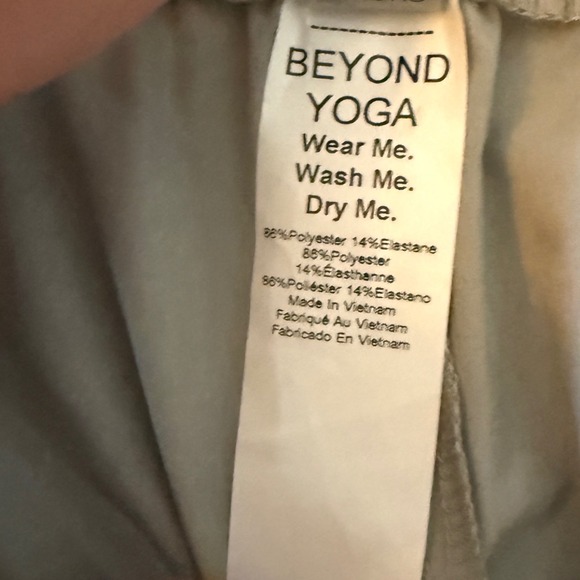 BEYOND
YOGA
Wear Me.
Wash Me.
Dry Me.
86%Polyester 14%Elastane
86%Polyester
14%Élasthanne
86%Poliéster 14%Elastano
Made In Vietnam
Fabriqué Au Vietnam
Fabricado En Vietnam